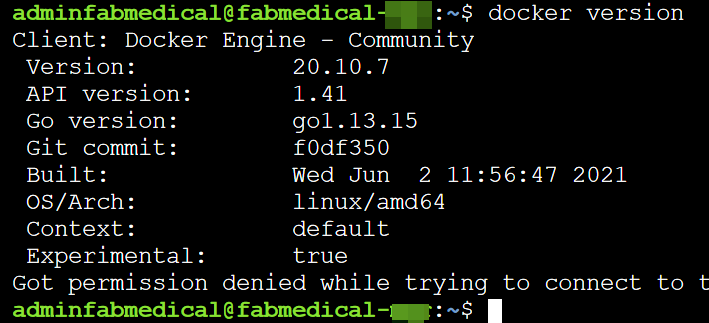 adminfabmedical@fabmedical-:~$ docker version
Client: Docker Engine - Community
Version: 20.10.7
API version: 1.41
Go version: go1.13.15
Git commit: f0df350
Built: Wed Jun  2 11:56:47 2021
OS/Arch: linux/amd64
Context: default
Experimental: true
Got permission denied while trying to connect to t
adminfabmedical@fabmedical-:~$